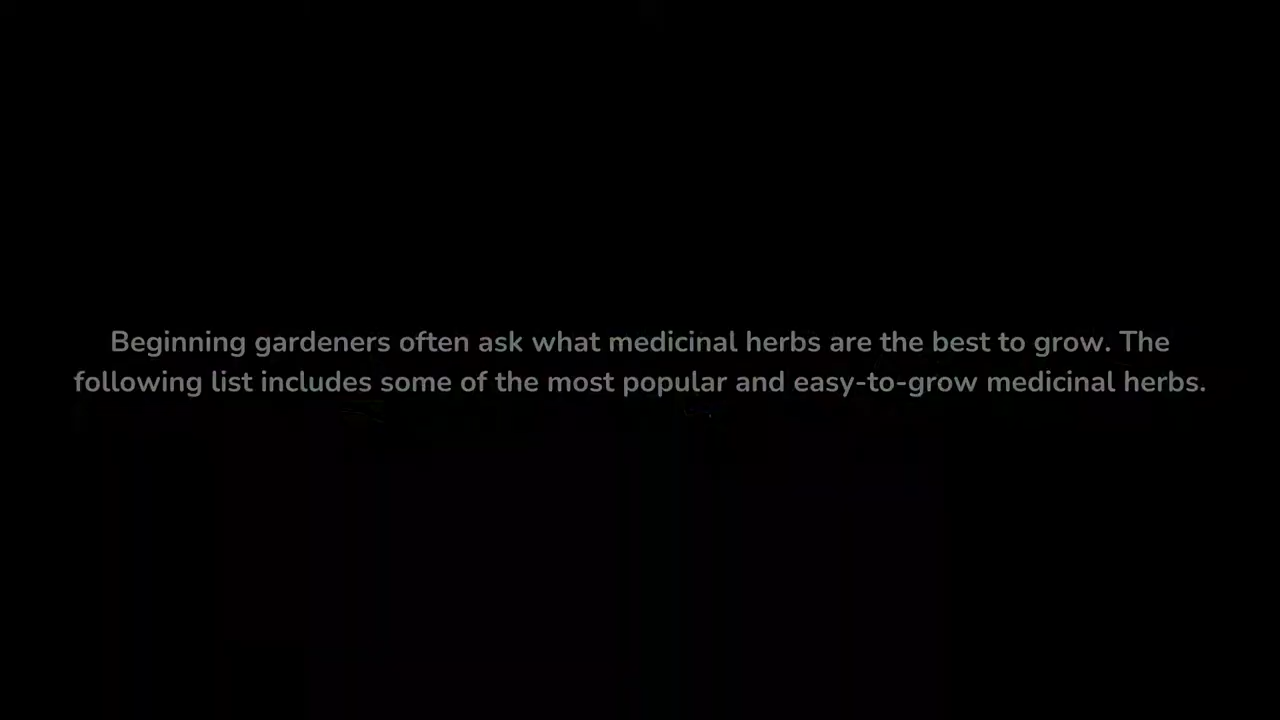 Beginning gardeners often ask what medicinal herbs are the best to grow. The
following list includes some of the most popular and easy-to-grow medicinal herbs.